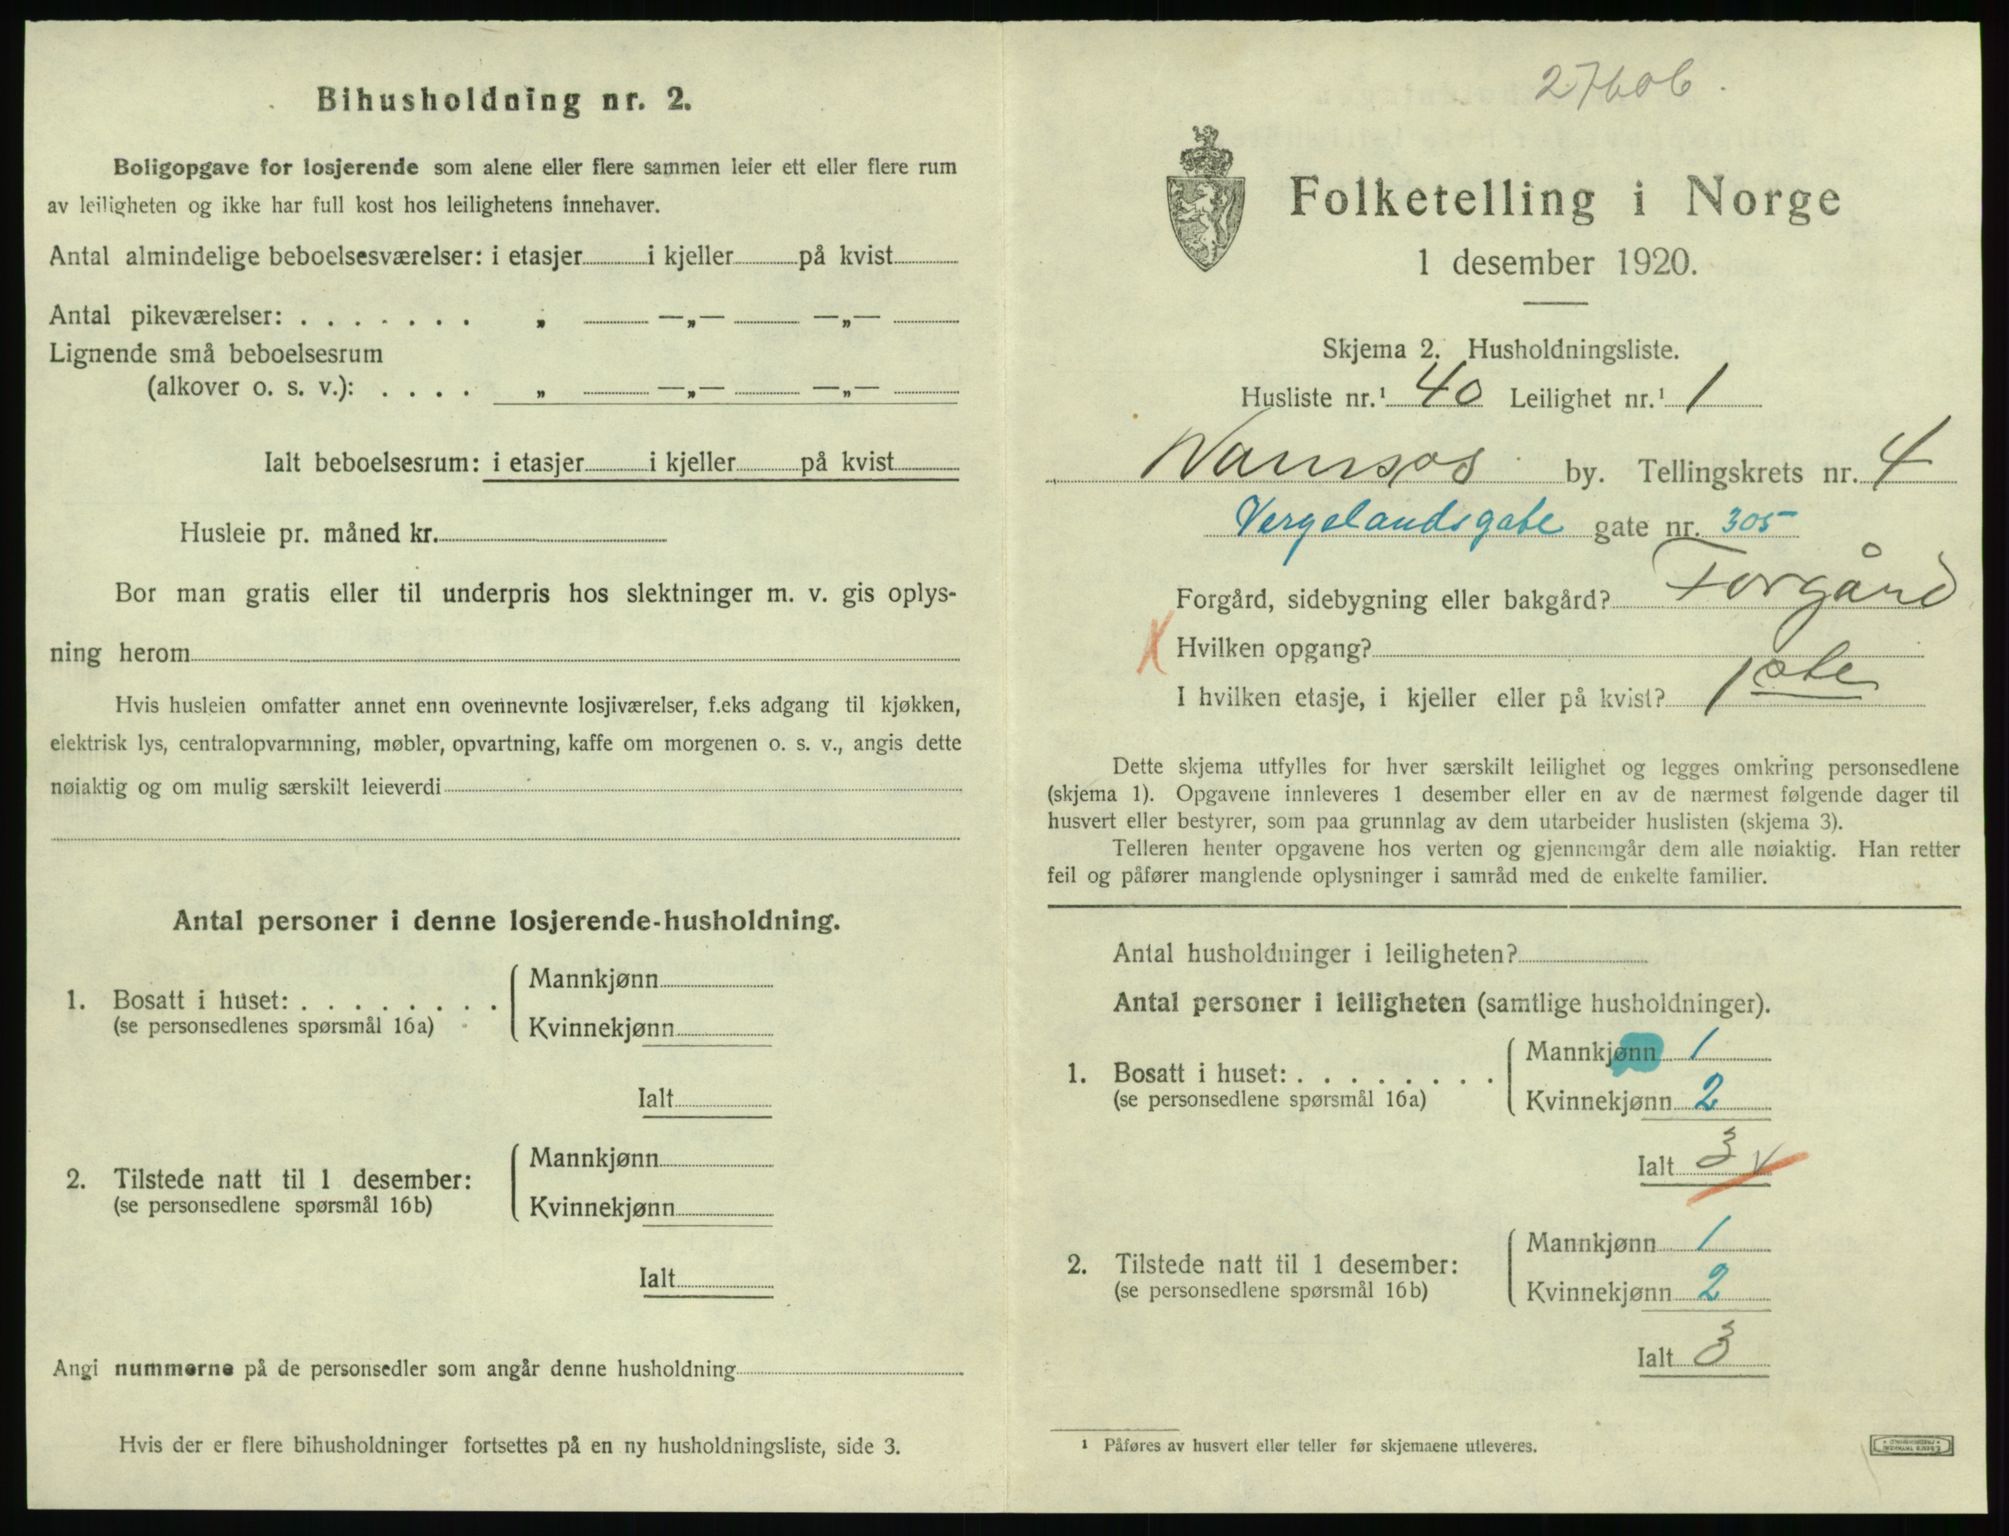 Bihusholdning nr. 2.
Boligopgave for losjerende som alene eller flere sammen leier ett eller flere rum
av leiligheten og ikke har full kost hos leilighetens innehaver.
Antal almindelige beboelsesværelser: i etasjer i kjeller på kvist
Antal pikeværelser: . . . . . . . „ —„— —„—
Lignende små beboelsesrum
(alkover o. s. v.): . . . . „ —„— —„—
Ialt beboelsesrum: i etasjer i kjeller på kvist
Husleie pr. måned kr.
Bor man gratis eller til underpris hos slektninger m. v. gis oplys-
ning herom
Hvis husleien omfatter annet enn ovennevnte losjiværelser, f.eks adgang til kjøkken,
elektrisk lys, centralopvarmning, møbler, opvartning, kaffe om morgenen o. s. v., angis dette
nøiaktig og om mulig særskilt leieverdi
Antal personer i denne losjerende-husholdning.
1. Bosatt i huset: . . . . . . . . Mannkjønn
(se personsedlenes spørsmål 16a) Kvinnekjønn
Ialt
2. Tilstede natt til 1 desember: Mannkjønn
(se personsedlene spørsmål 16b) Kvinnekjønn
Ialt
Angi nummerne på de personsedler som angår denne husholdning
Hvis der er flere bihusholdninger fortsettes på en ny husholdningsliste, side 3.
27606.
Folketelling i Norge
1 desember 1920.
Skjema 2. Husholdningsliste.
Husliste nr.¹ 40 Leilighet nr.¹ 1
Namsos by. Tellingskrets nr. 4
Vergelandsgate gate nr. 305
Forgård, sidebygning eller bakgård? Forgård
X Hvilken opgang?
I hvilken etasje, i kjeller eller på kvist? 1 ste
Dette skjema utfylles for hver særskilt leilighet og legges omkring personsedlene
(skjema 1). Opgavene innleveres 1 desember eller en av de nærmest følgende dager til
husvert eller bestyrer, som paa grunnlag av dem utarbeider huslisten (skjema 3).
Telleren henter opgavene hos verten og gjennemgår dem alle nøiaktig. Han retter
feil og påfører manglende oplysninger i samråd med de enkelte familier.
Antal husholdninger i leiligheten?
Antal personer i leiligheten (samtlige husholdninger).
1. Bosatt i huset: . . . . . . . . Mannkjønn 1
(se personsedlene spørsmål 16a) Kvinnekjønn 2
Ialt 3 v
2. Tilstede natt til 1 desember: Mannkjønn 1
(se personsedlene spørsmål 16b) Kvinnekjønn 2
Ialt 3
¹ Påføres av husvert eller teller før skjemaene utleveres.